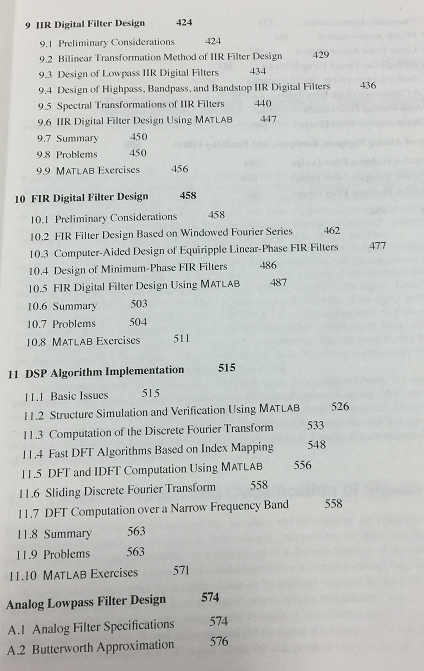 9 IIR Digital Filter Design 424
9.1 Preliminary Considerations 424
9.2 Bilinear Transformation Method of IIR Filter Design 429
9.3 Design of Lowpass IIR Digital Filters 434
9.4 Design of Highpass, Bandpass, and Bandstop IIR Digital Filters 436
9.5 Spectral Transformations of IIR Filters 440
9.6 IIR Digital Filter Design Using MATLAB 447
9.7 Summary 450
9.8 Problems 450
9.9 MATLAB Exercises 456
10 FIR Digital Filter Design 458
10.1 Preliminary Considerations 458
10.2 FIR Filter Design Based on Windowed Fourier Series 462
10.3 Computer-Aided Design of Equiripple Linear-Phase FIR Filters 477
10.4 Design of Minimum-Phase FIR Filters 486
10.5 FIR Digital Filter Design Using MATLAB 487
10.6 Summary 503
10.7 Problems 504
10.8 MATLAB Exercises 511
11 DSP Algorithm Implementation 515
11.1 Basic Issues 515
11.2 Structure Simulation and Verification Using MATLAB 526
11.3 Computation of the Discrete Fourier Transform 533
11.4 Fast DFT Algorithms Based on Index Mapping 548
11.5 DFT and IDFT Computation Using MATLAB 556
11.6 Sliding Discrete Fourier Transform 558
11.7 DFT Computation over a Narrow Frequency Band 558
11.8 Summary 563
11.9 Problems 563
11.10 MATLAB Exercises 571
Analog Lowpass Filter Design 574
A.1 Analog Filter Specifications 574
A.2 Butterworth Approximation 576